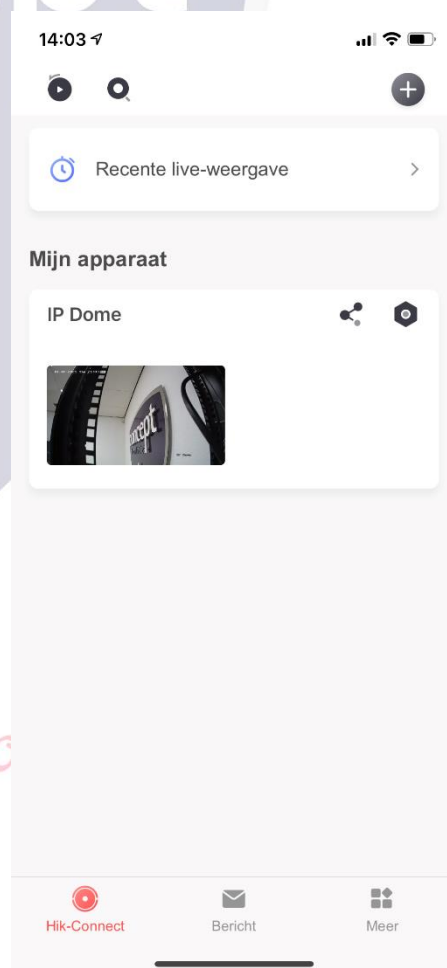 14:03
Recente live-weergave
Mijn apparaat
IP Dome
Hik-Connect
Bericht
Meer